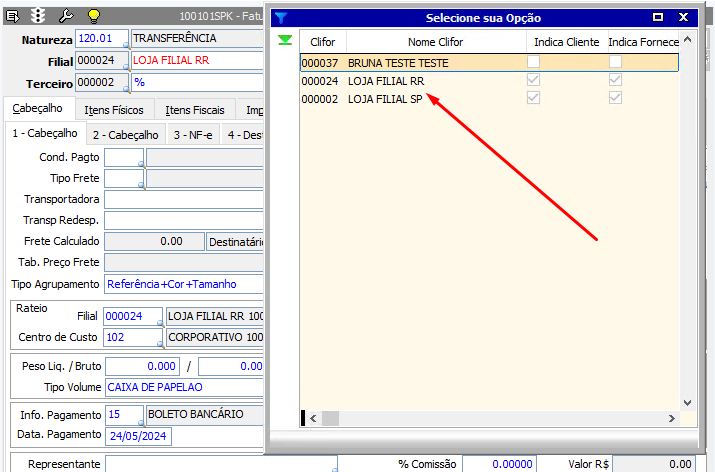 100101SPK - Fatu
Natureza 120.01 TRANSFERÊNCIA
Filial 000024 LOJA FILIAL RR
Terceiro 000002 %
Cabeçalho Itens Físicos Itens Fiscais Imp
1 - Cabeçalho 2 - Cabeçalho 3 - NF-e 4 - Dest
Cond. Pagto
Tipo Frete
Transportadora
Transp Redesp.
Frete Calculado 0.00 Destinatário
Tab. Preço Frete
Tipo Agrupamento Referência+Cor+Tamanho
Rateio
Filial 000024 LOJA FILIAL RR 100
Centro de Custo 102 CORPORATIVO 100
Peso Liq. / Bruto 0.000 / 0.00
Tipo Volume CAIXA DE PAPELAO
Info. Pagamento 15 BOLETO BANCÁRIO
Data. Pagamento 24/05/2024
Representante % Comissão 0.00000 Valor R$ 0.00
Selecione sua Opção
Clifor Nome Clifor Indica Cliente Indica Fornece
000037 BRUNA TESTE TESTE
000024 LOJA FILIAL RR
000002 LOJA FILIAL SP